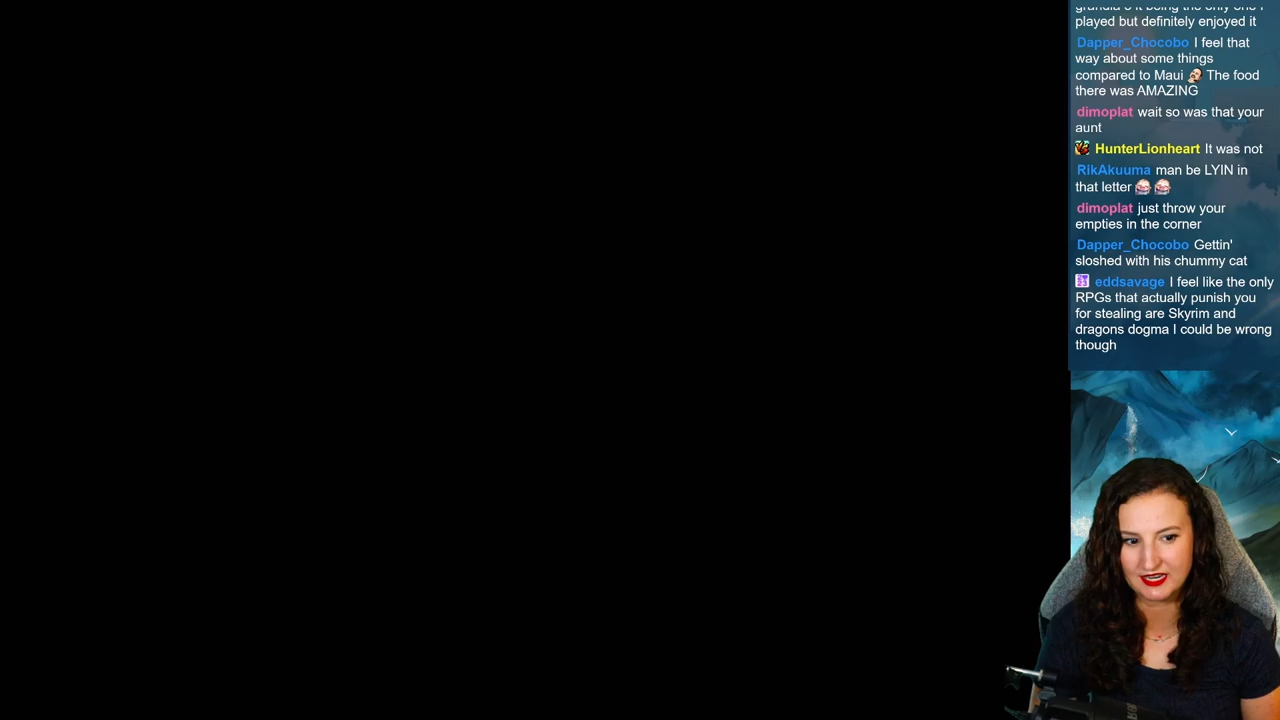 played but definitely enjoyed it
Dapper_Chocobo I feel that
way about some things
compared to Maui The food
there was AMAZING
dimoplat wait so was that your
aunt
HunterLionheart It was not
RikAkuuma man be LYIN in
that letter
dimoplat just throw your
empties in the corner
Dapper_Chocobo Gettin'
sloshed with his chummy cat
eddsavage I feel like the only
RPGs that actually punish you
for stealing are Skyrim and
dragons dogma I could be wrong
though